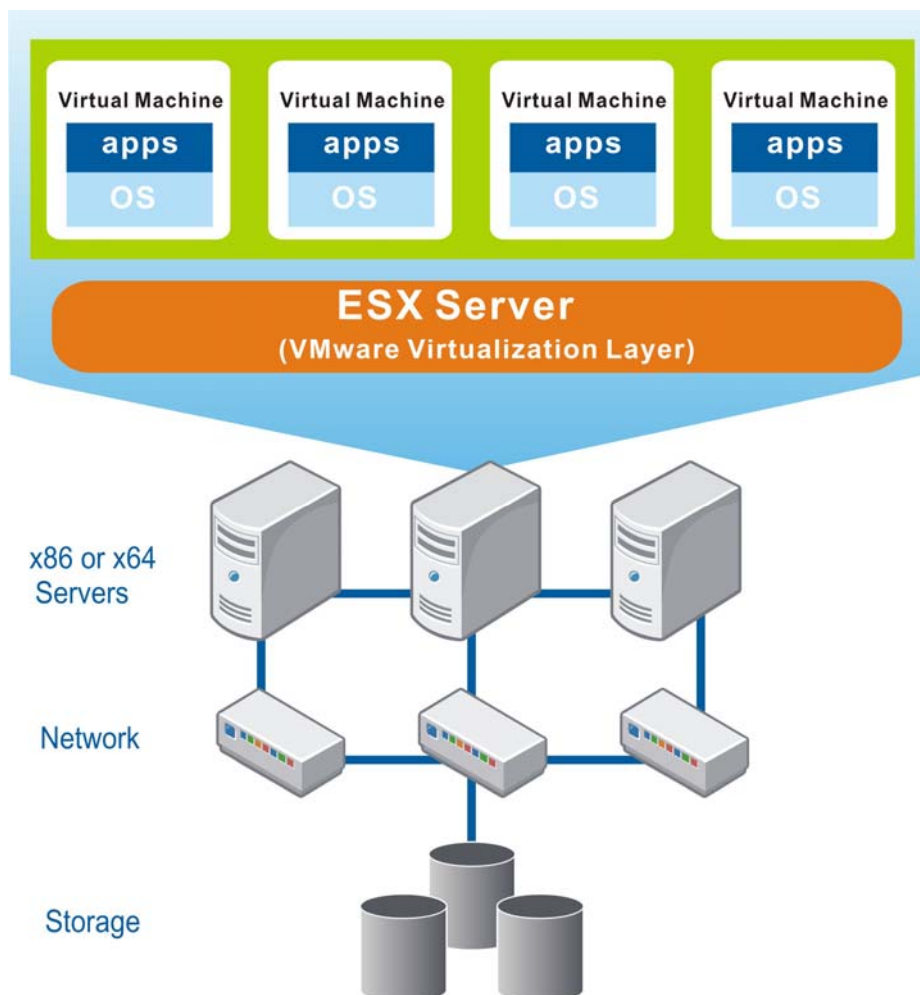 Virtual Machine
apps
OS
Virtual Machine
apps
OS
Virtual Machine
apps
OS
Virtual Machine
apps
OS
ESX Server
(VMware Virtualization Layer)
x86 or x64
Servers
Network
Storage